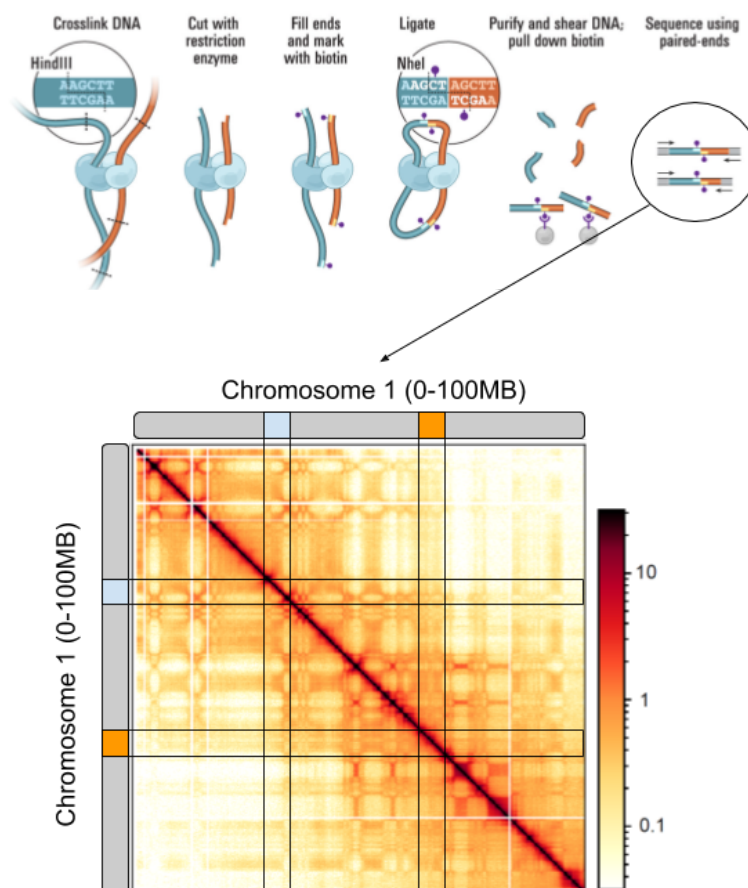 Crosslink DNA
Cut with
restriction
enzyme
Fill ends
and mark
with biotin
Ligate
Purify and shear DNA;
pull down biotin
Sequence using
paired-ends
HindIII
AAGCTT
TTCGAA
NheI
AAGCT AGCTT
TTCGA TCGAA
Chromosome 1 (0-100MB)
Chromosome 1 (0-100MB)
10
1
0.1